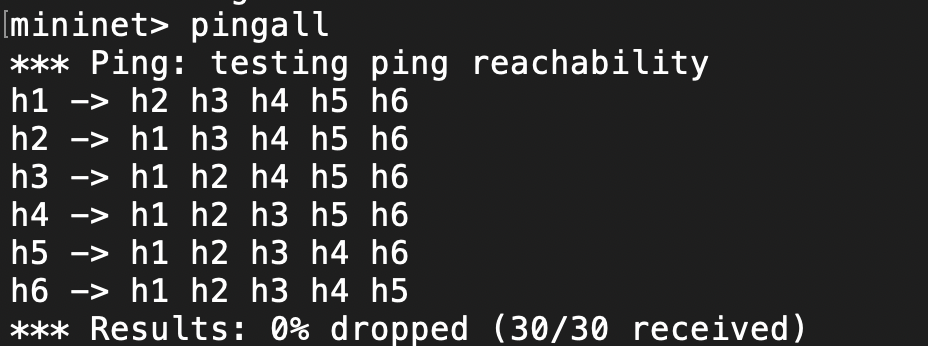 [mininet> pingall
*** Ping: testing ping reachability
h1 -> h2 h3 h4 h5 h6
h2 -> h1 h3 h4 h5 h6
h3 -> h1 h2 h4 h5 h6
h4 -> h1 h2 h3 h5 h6
h5 -> h1 h2 h3 h4 h6
h6 -> h1 h2 h3 h4 h5
*** Results: 0% dropped (30/30 received)